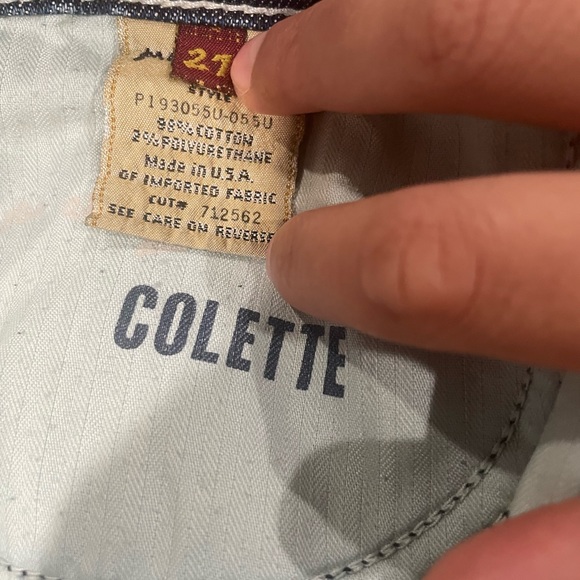 27
STYLE
P193055U-055U
98% COTTON
2% POLYURETHANE
Made in U.S.A.
OF IMPORTED FABRIC
CUT# 712562
SEE CARE ON REVERSE
COLETTE